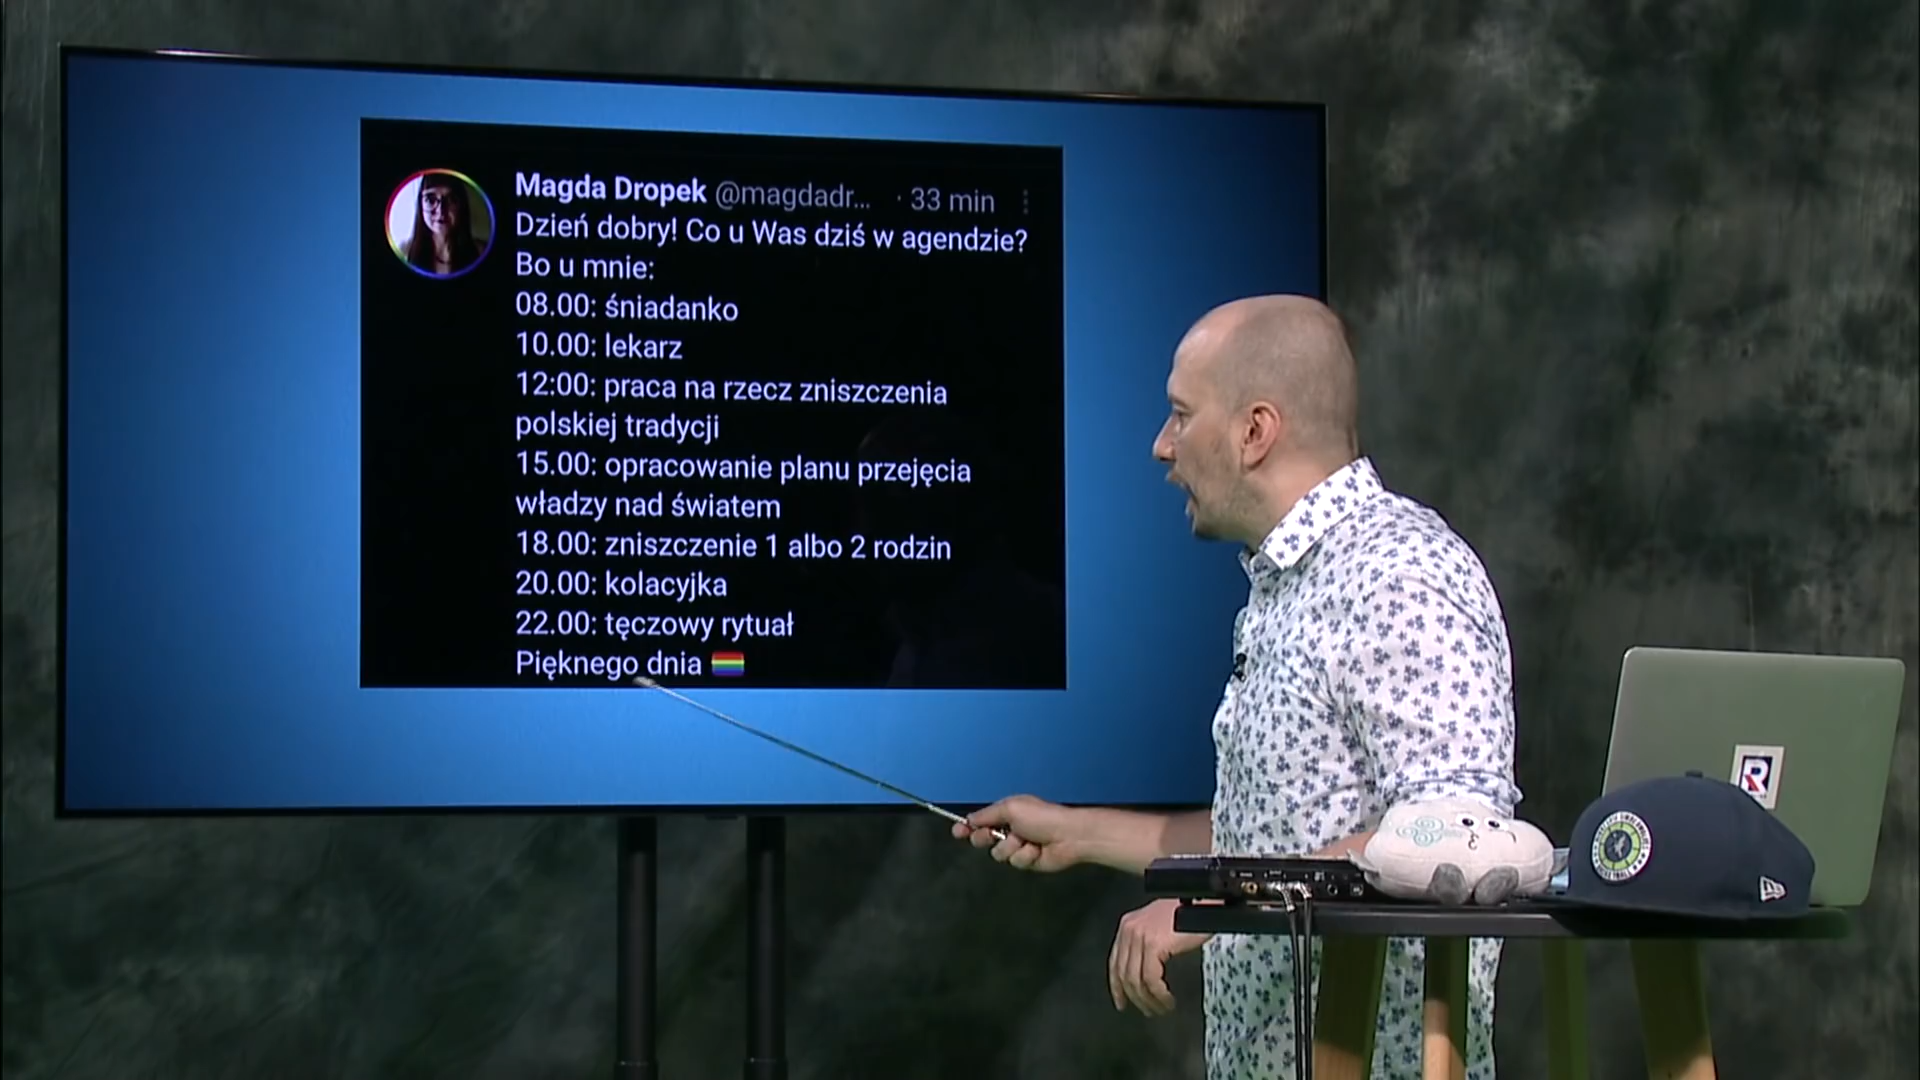 Magda Dropek @magdadr... · 33 min
Dzień dobry! Co u Was dziś w agendzie?
Bo u mnie:
08.00: śniadanko
10.00: lekarz
12:00: praca na rzecz zniszczenia
polskiej tradycji
15.00: opracowanie planu przejęcia
władzy nad światem
18.00: zniszczenie 1 albo 2 rodzin
20.00: kolacyjka
22.00: tęczowy rytuał
Pięknego dnia 🏳️‍🌈
R